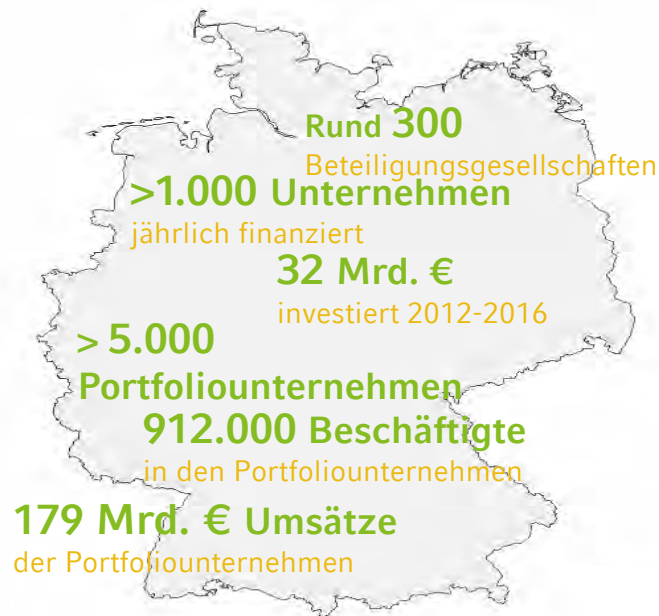 Rund 300
Beteiligungsgesellschaften
>1.000 Unternehmen
jährlich finanziert
32 Mrd. €
investiert 2012-2016
> 5.000
Portfoliounternehmen
912.000 Beschäftigte
in den Portfoliounternehmen
179 Mrd. € Umsätze
der Portfoliounternehmen